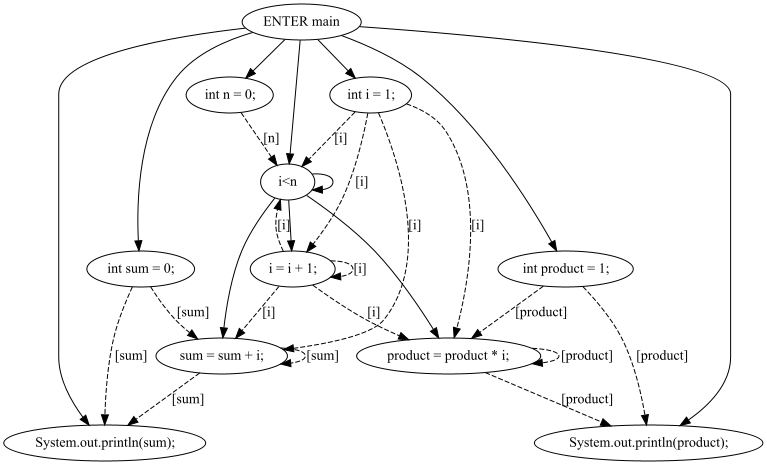 ENTER main
int n = 0;
int i = 1;
[n]
[i]
i<n
[i]
[i]
[i]
[i]
int sum = 0;
i = i + 1;
[i]
int product = 1;
[sum]
[i]
[i]
[product]
sum = sum + i;
[sum]
[sum]
product = product * i;
[product]
[product]
[sum]
[product]
System.out.println(sum);
System.out.println(product);